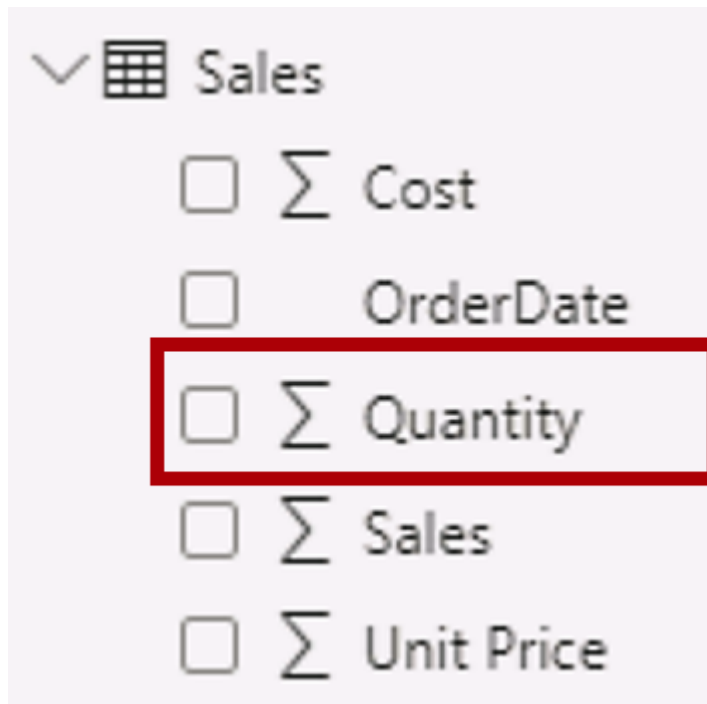 Sales
∑ Cost
OrderDate
∑ Quantity
∑ Sales
∑ Unit Price